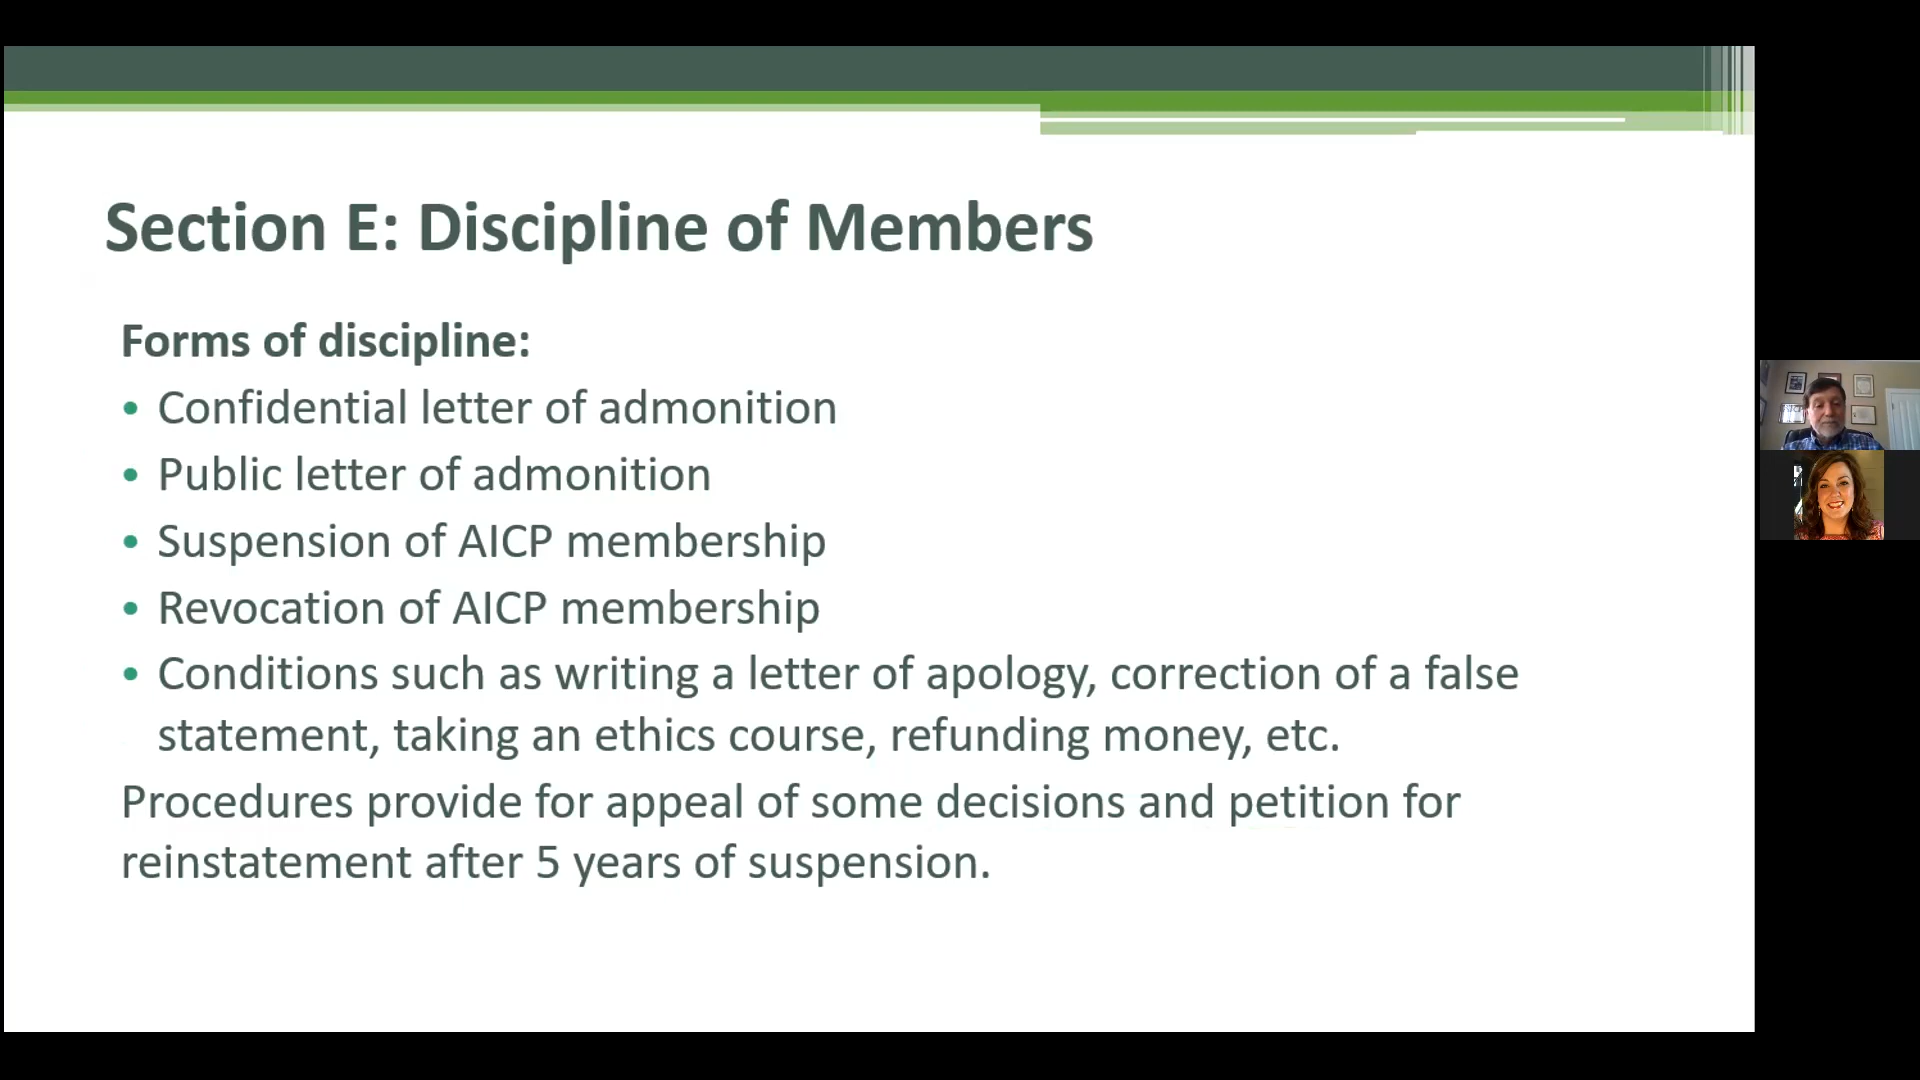 Section E: Discipline of Members
Forms of discipline:
• Confidential letter of admonition
• Public letter of admonition
• Suspension of AICP membership
• Revocation of AICP membership
• Conditions such as writing a letter of apology, correction of a false
statement, taking an ethics course, refunding money, etc.
Procedures provide for appeal of some decisions and petition for
reinstatement after 5 years of suspension.